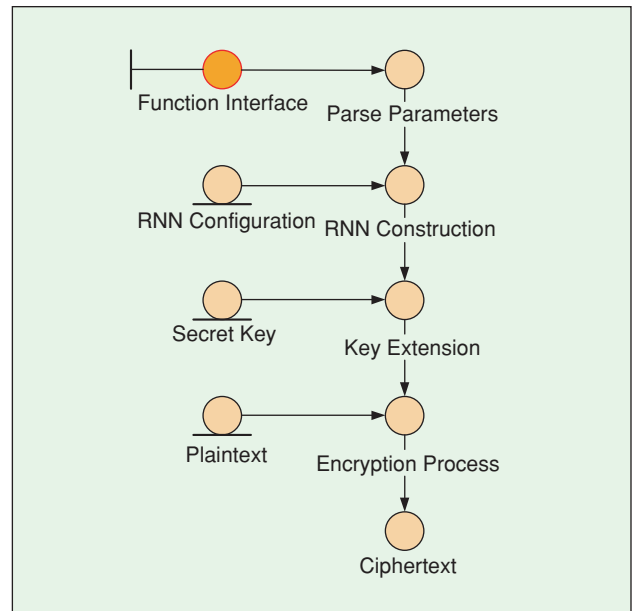 Function Interface
Parse Parameters
RNN Configuration
RNN Construction
Secret Key
Key Extension
Plaintext
Encryption Process
Ciphertext